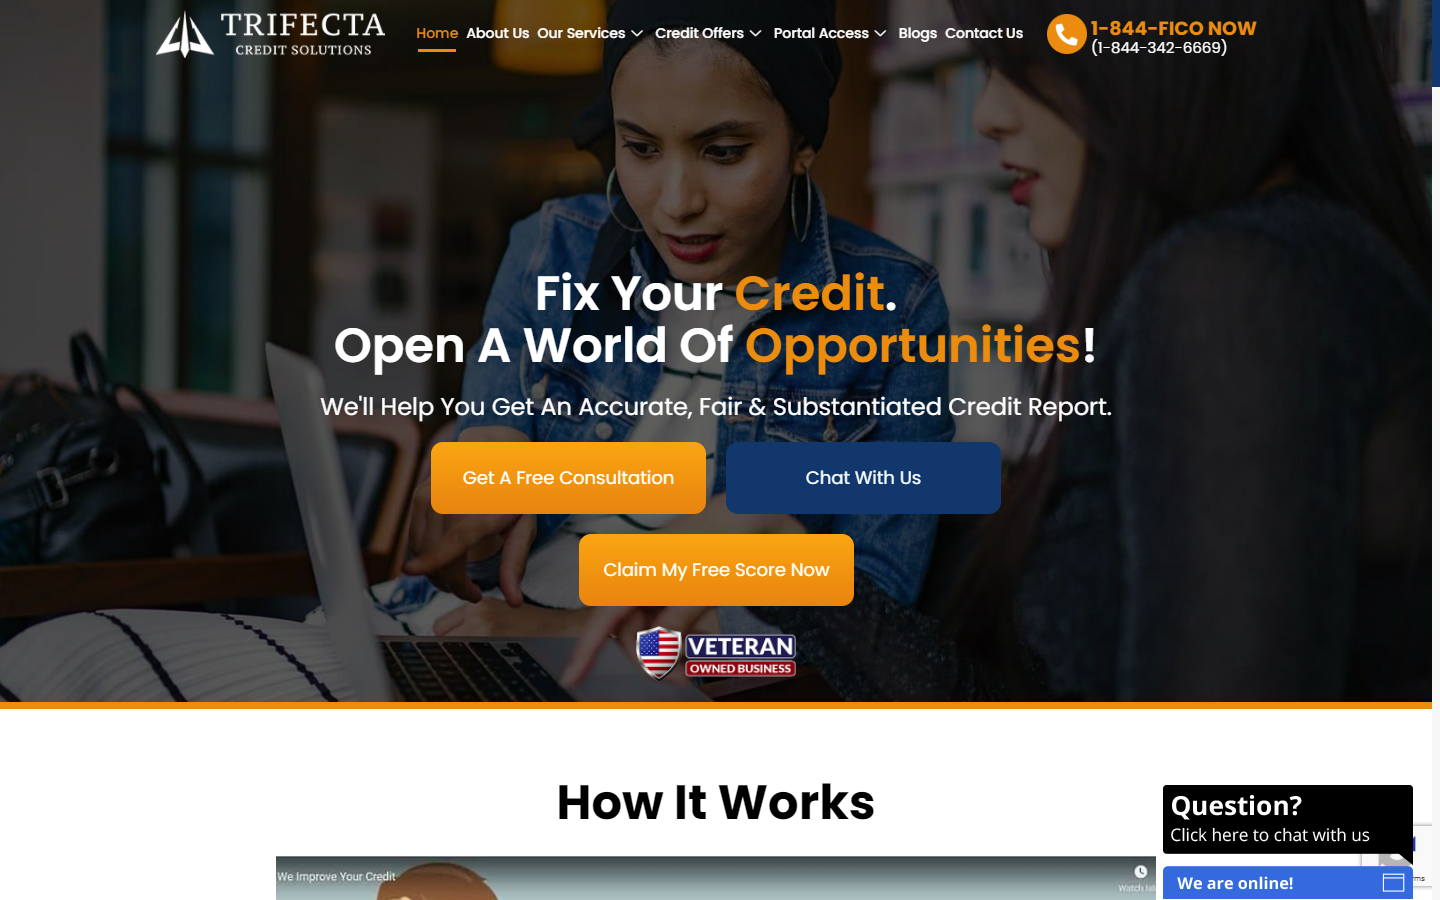 TRIFECTA
CREDIT SOLUTIONS
Home About Us Our Services Credit Offers Portal Access Blogs Contact Us
1-844-FICO NOW
(1-844-342-6669)
Fix Your Credit.
Open A World Of Opportunities!
We'll Help You Get An Accurate, Fair & Substantiated Credit Report.
Get A Free Consultation
Chat With Us
Claim My Free Score Now
VETERAN
OWNED BUSINESS
How It Works
We Improve Your Credit
Watch
Question?
Click here to chat with us
We are online!